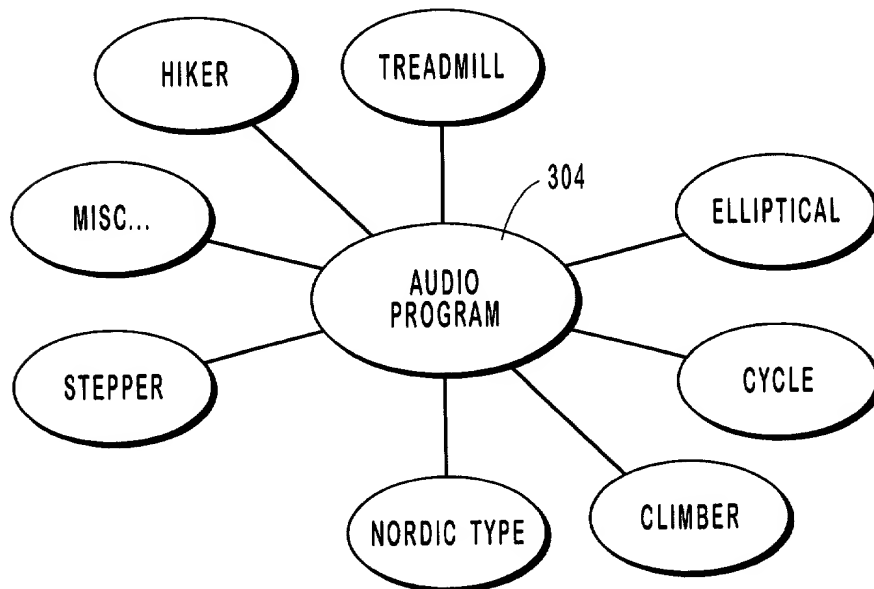 HIKER
TREADMILL
304
MISC...
ELLIPTICAL
AUDIO
PROGRAM
STEPPER
CYCLE
NORDIC TYPE
CLIMBER